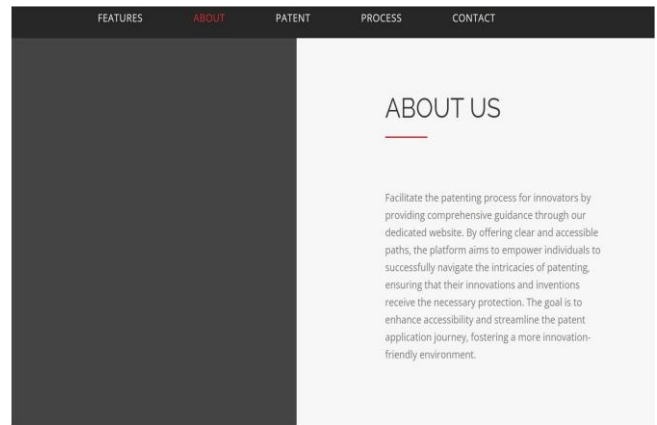 FEATURES ABOUT PATENT PROCESS CONTACT
ABOUT US
Facilitate the patenting process for innovators by
providing comprehensive guidance through our
dedicated website. By offering clear and accessible
paths, the platform aims to empower individuals to
successfully navigate the intricacies of patenting,
ensuring that their innovations and inventions
receive the necessary protection. The goal is to
enhance accessibility and streamline the patent
application journey, fostering a more innovation-
friendly environment.